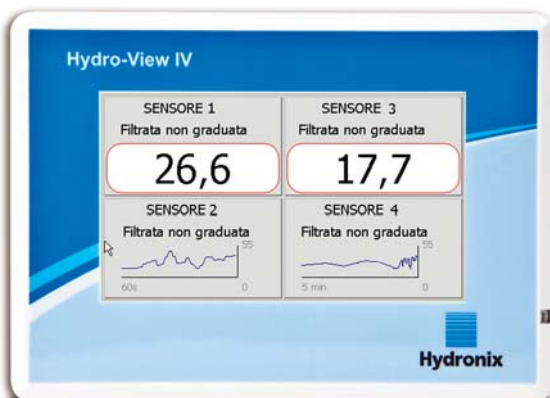 Hydro-View IV
SENSORE 1
Filtrata non graduata
26,6
SENSORE 3
Filtrata non graduata
17,7
SENSORE 2
Filtrata non graduata
55
60s
0
SENSORE 4
Filtrata non graduata
55
5 min
0
Hydronix